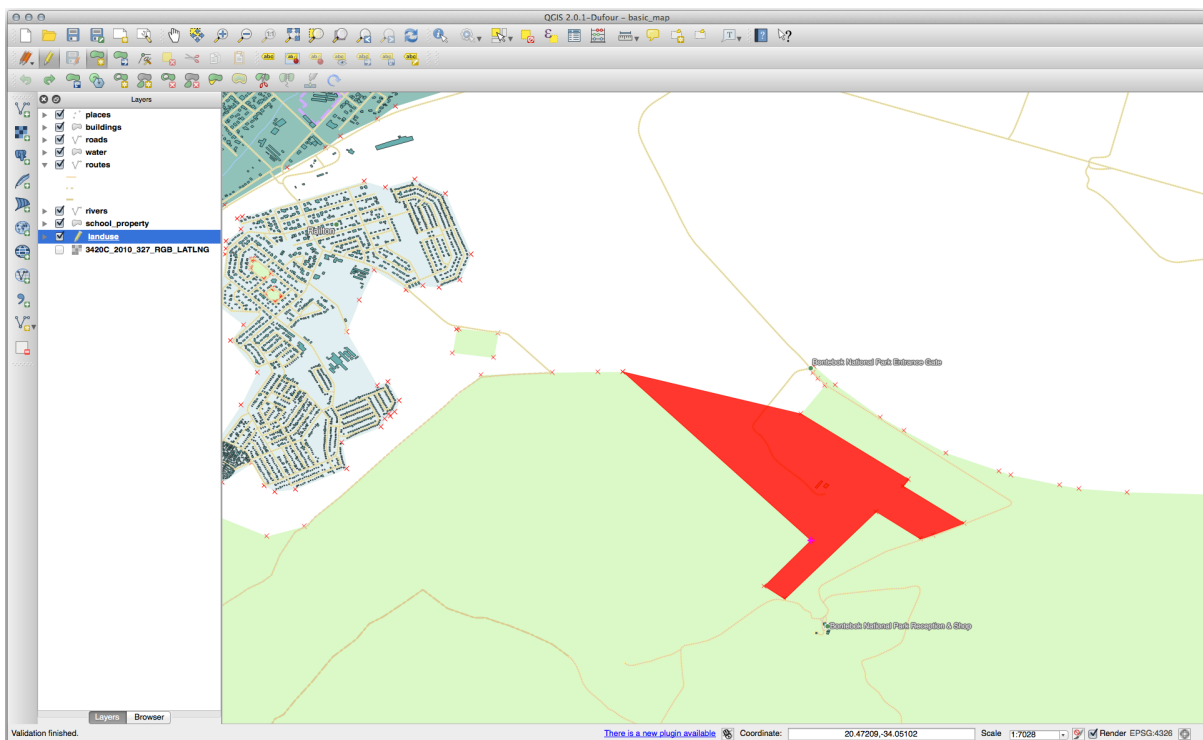 QGIS 2.0.1-Dufour – basic_map
Layers
places
buildings
roads
water
routes
rivers
school_property
landuse
3420C_2010_327_RGB_LATLNG
Railton
Bontebok National Park Entrance Gate
Bontebok National Park Reception & Shop
Layers Browser
Validation finished. There is a new plugin available Coordinate: 20.47209,-34.05102 Scale 1:7028 Render EPSG:4326